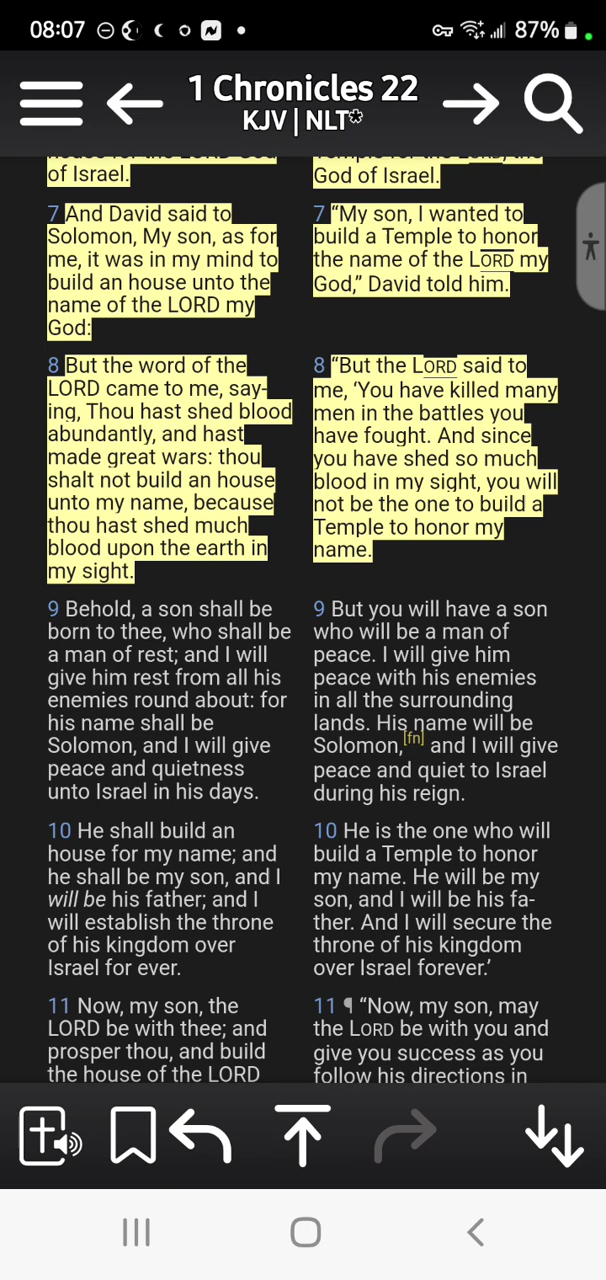 08:07
87%
1 Chronicles 22
KJV | NLT*
of Israel.
7 And David said to
Solomon, My son, as for
me, it was in my mind to
build an house unto the
name of the LORD my
God:
8 But the word of the
LORD came to me, say-
ing, Thou hast shed blood
abundantly, and hast
made great wars: thou
shalt not build an house
unto my name, because
thou hast shed much
blood upon the earth in
my sight.
9 Behold, a son shall be
born to thee, who shall be
a man of rest; and I will
give him rest from all his
enemies round about: for
his name shall be
Solomon, and I will give
peace and quietness
unto Israel in his days.
10 He shall build an
house for my name; and
he shall be my son, and I
will be his father; and I
will establish the throne
of his kingdom over
Israel for ever.
11 Now, my son, the
LORD be with thee; and
prosper thou, and build
the house of the LORD
God of Israel.
7 “My son, I wanted to
build a Temple to honor
the name of the LORD my
God,” David told him.
8 “But the LORD said to
me, ‘You have killed many
men in the battles you
have fought. And since
you have shed so much
blood in my sight, you will
not be the one to build a
Temple to honor my
name.
9 But you will have a son
who will be a man of
peace. I will give him
peace with his enemies
in all the surrounding
lands. His name will be
Solomon,[fn] and I will give
peace and quiet to Israel
during his reign.
10 He is the one who will
build a Temple to honor
my name. He will be my
son, and I will be his fa-
ther. And I will secure the
throne of his kingdom
over Israel forever.’
11 ¶ “Now, my son, may
the LORD be with you and
give you success as you
follow his directions in